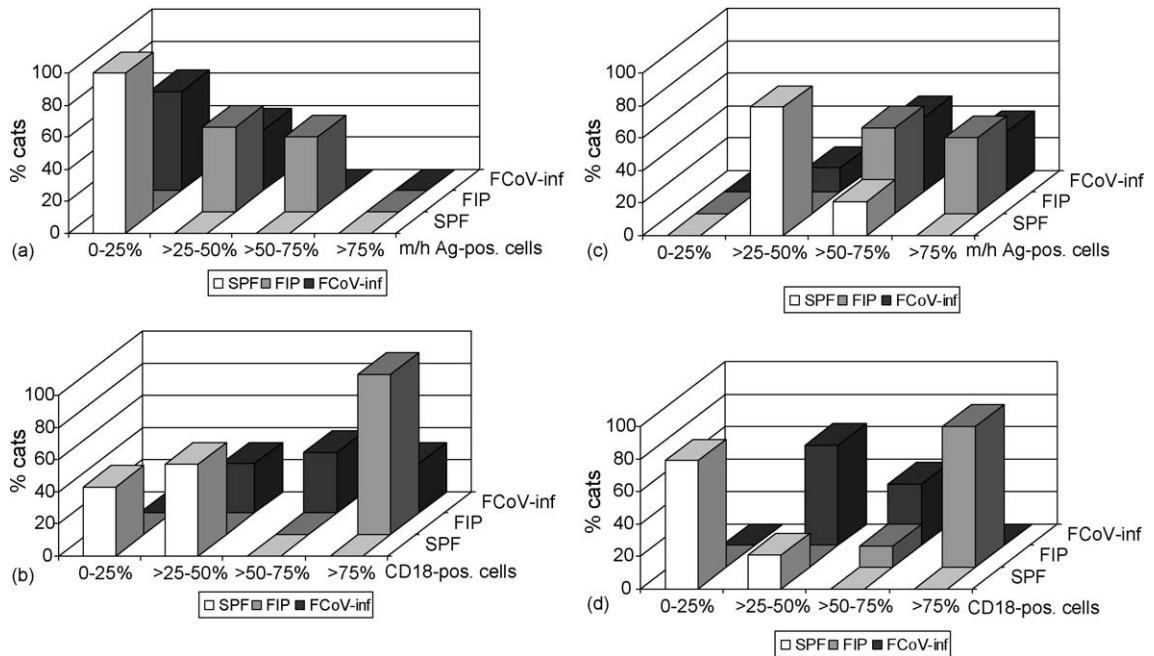 % cats
100
80
60
40
20
0
0-25% >25-50% >50-75% >75% m/h Ag-pos. cells
SPF
FIP
FCoV-inf
(a)
SPF FIP FCoV-inf
% cats
100
80
60
40
20
0
0-25% >25-50% >50-75% >75% m/h Ag-pos. cells
SPF
FIP
FCoV-inf
(c)
SPF FIP FCoV-inf
% cats
100
80
60
40
20
0
0-25% >25-50% >50-75% >75% CD18-pos. cells
SPF
FIP
FCoV-inf
(b)
SPF FIP FCoV-inf
% cats
100
80
60
40
20
0
0-25% >25-50% >50-75% >75% CD18-pos. cells
SPF
FIP
FCoV-inf
(d)
SPF FIP FCoV-inf